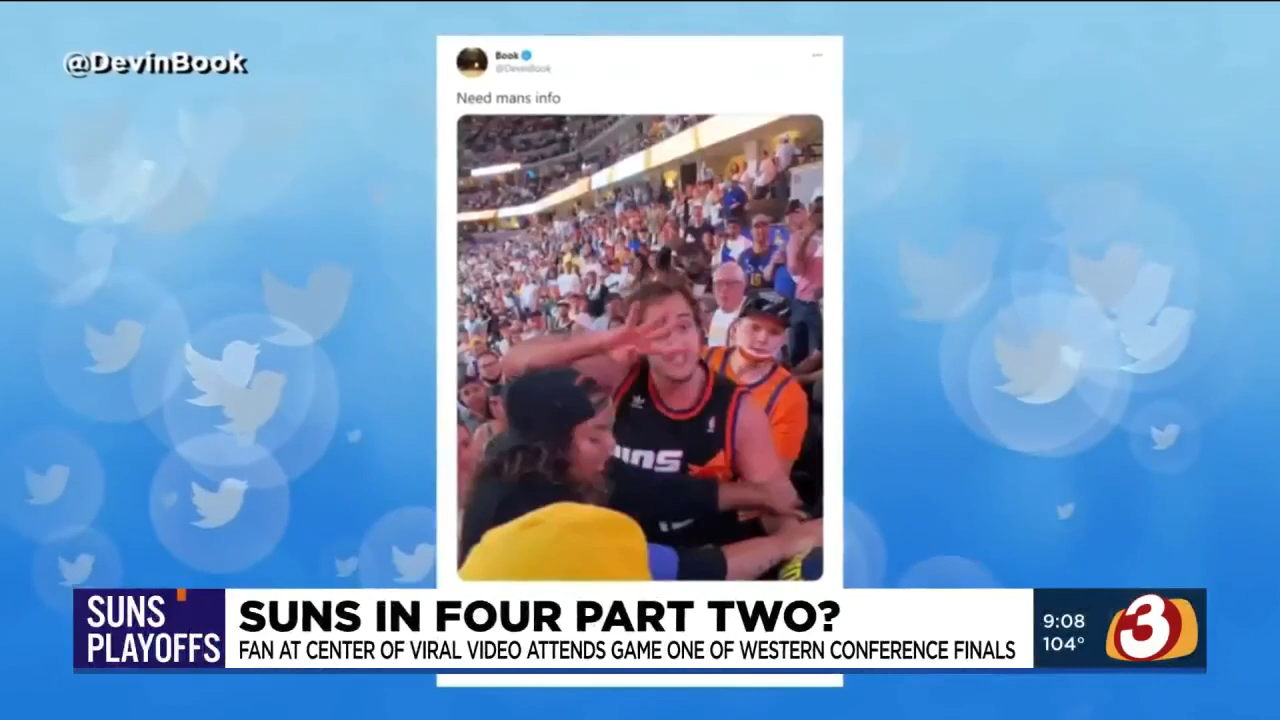 @DevinBook
Book
@DevinBook
Need mans info
SUNS
SUNS
PLAYOFFS
SUNS IN FOUR PART TWO?
FAN AT CENTER OF VIRAL VIDEO ATTENDS GAME ONE OF WESTERN CONFERENCE FINALS
9:08
104°
3